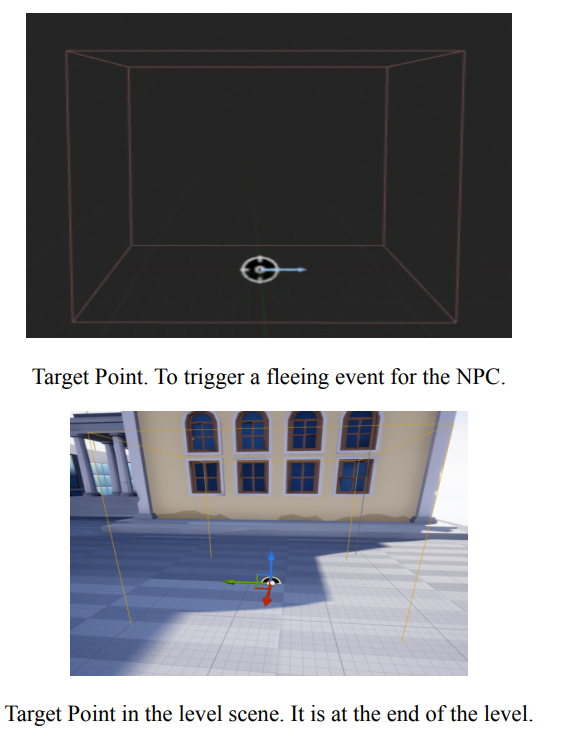 Target Point. To trigger a fleeing event for the NPC.
Target Point in the level scene. It is at the end of the level.